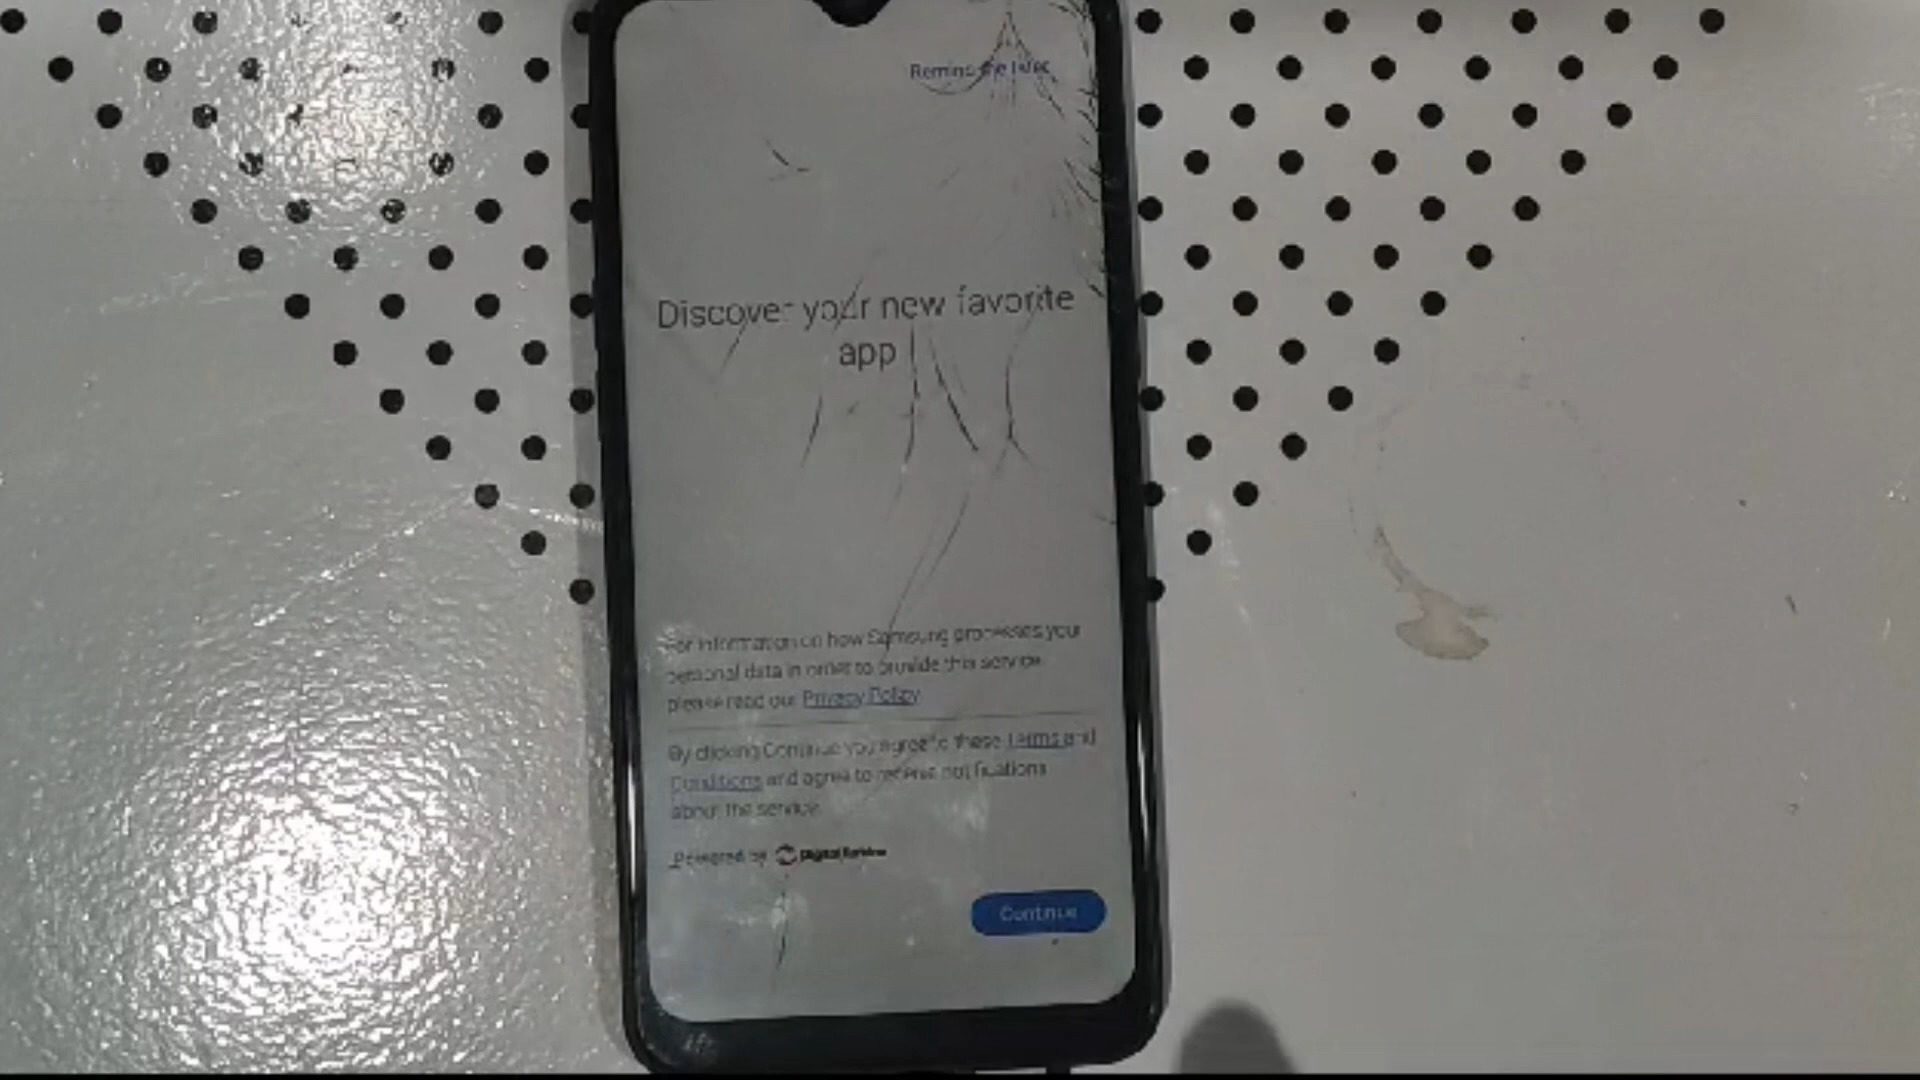 Remind me later
Discover your new favorite
app
For information on how Samsung processes your
personal data in order to provide this service
please read our Privacy Policy
By clicking Continue you agree to these Terms and
Conditions and agree to receive notifications
about the service
Powered by Digital Turbine
Continue